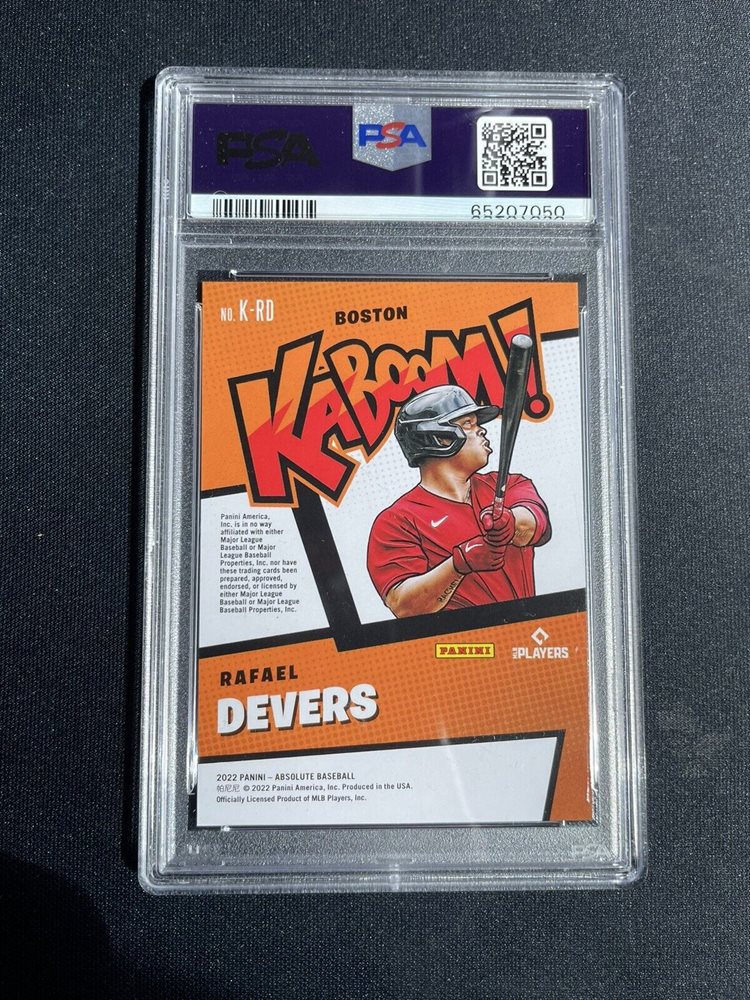 PSA
PSA
65207050
NO. K-RD
BOSTON
KABOOM!
Panini America,
Inc. is in no way
affiliated with either
Major League
Baseball or Major
League Baseball
Properties, Inc. nor have
these trading cards been
prepared, approved,
endorsed, or licensed by
either Major League
Baseball or Major League
Baseball Properties, Inc.
PANINI
MLB PLAYERS
RAFAEL
DEVERS
2022 PANINI – ABSOLUTE BASEBALL
帕尼尼 © 2022 Panini America, Inc. Produced in the USA.
Officially Licensed Product of MLB Players, Inc.
PSA